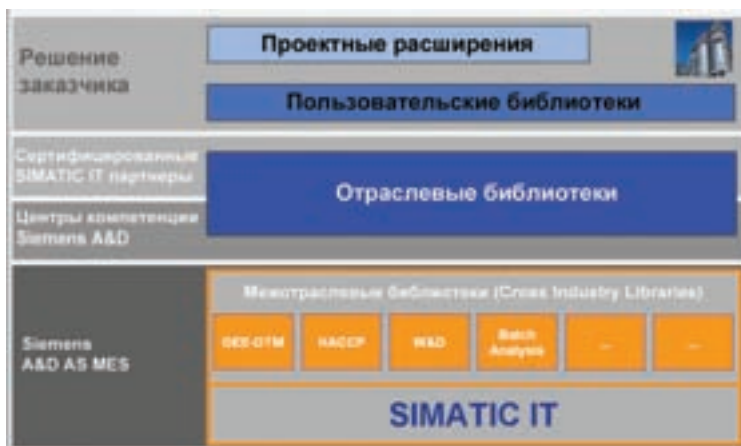 Решение
заказчика
Проектные расширения
Пользовательские библиотеки
Сертифицированные
SIMATIC IT партнеры
Отраслевые библиотеки
Центры компетенции
Siemens A&D
Межотраслевые библиотеки (Cross Industry Libraries)
Siemens
A&D AS MES
OEE-DTM
HACCP
W&D
Batch
Analysis
...
...
SIMATIC IT